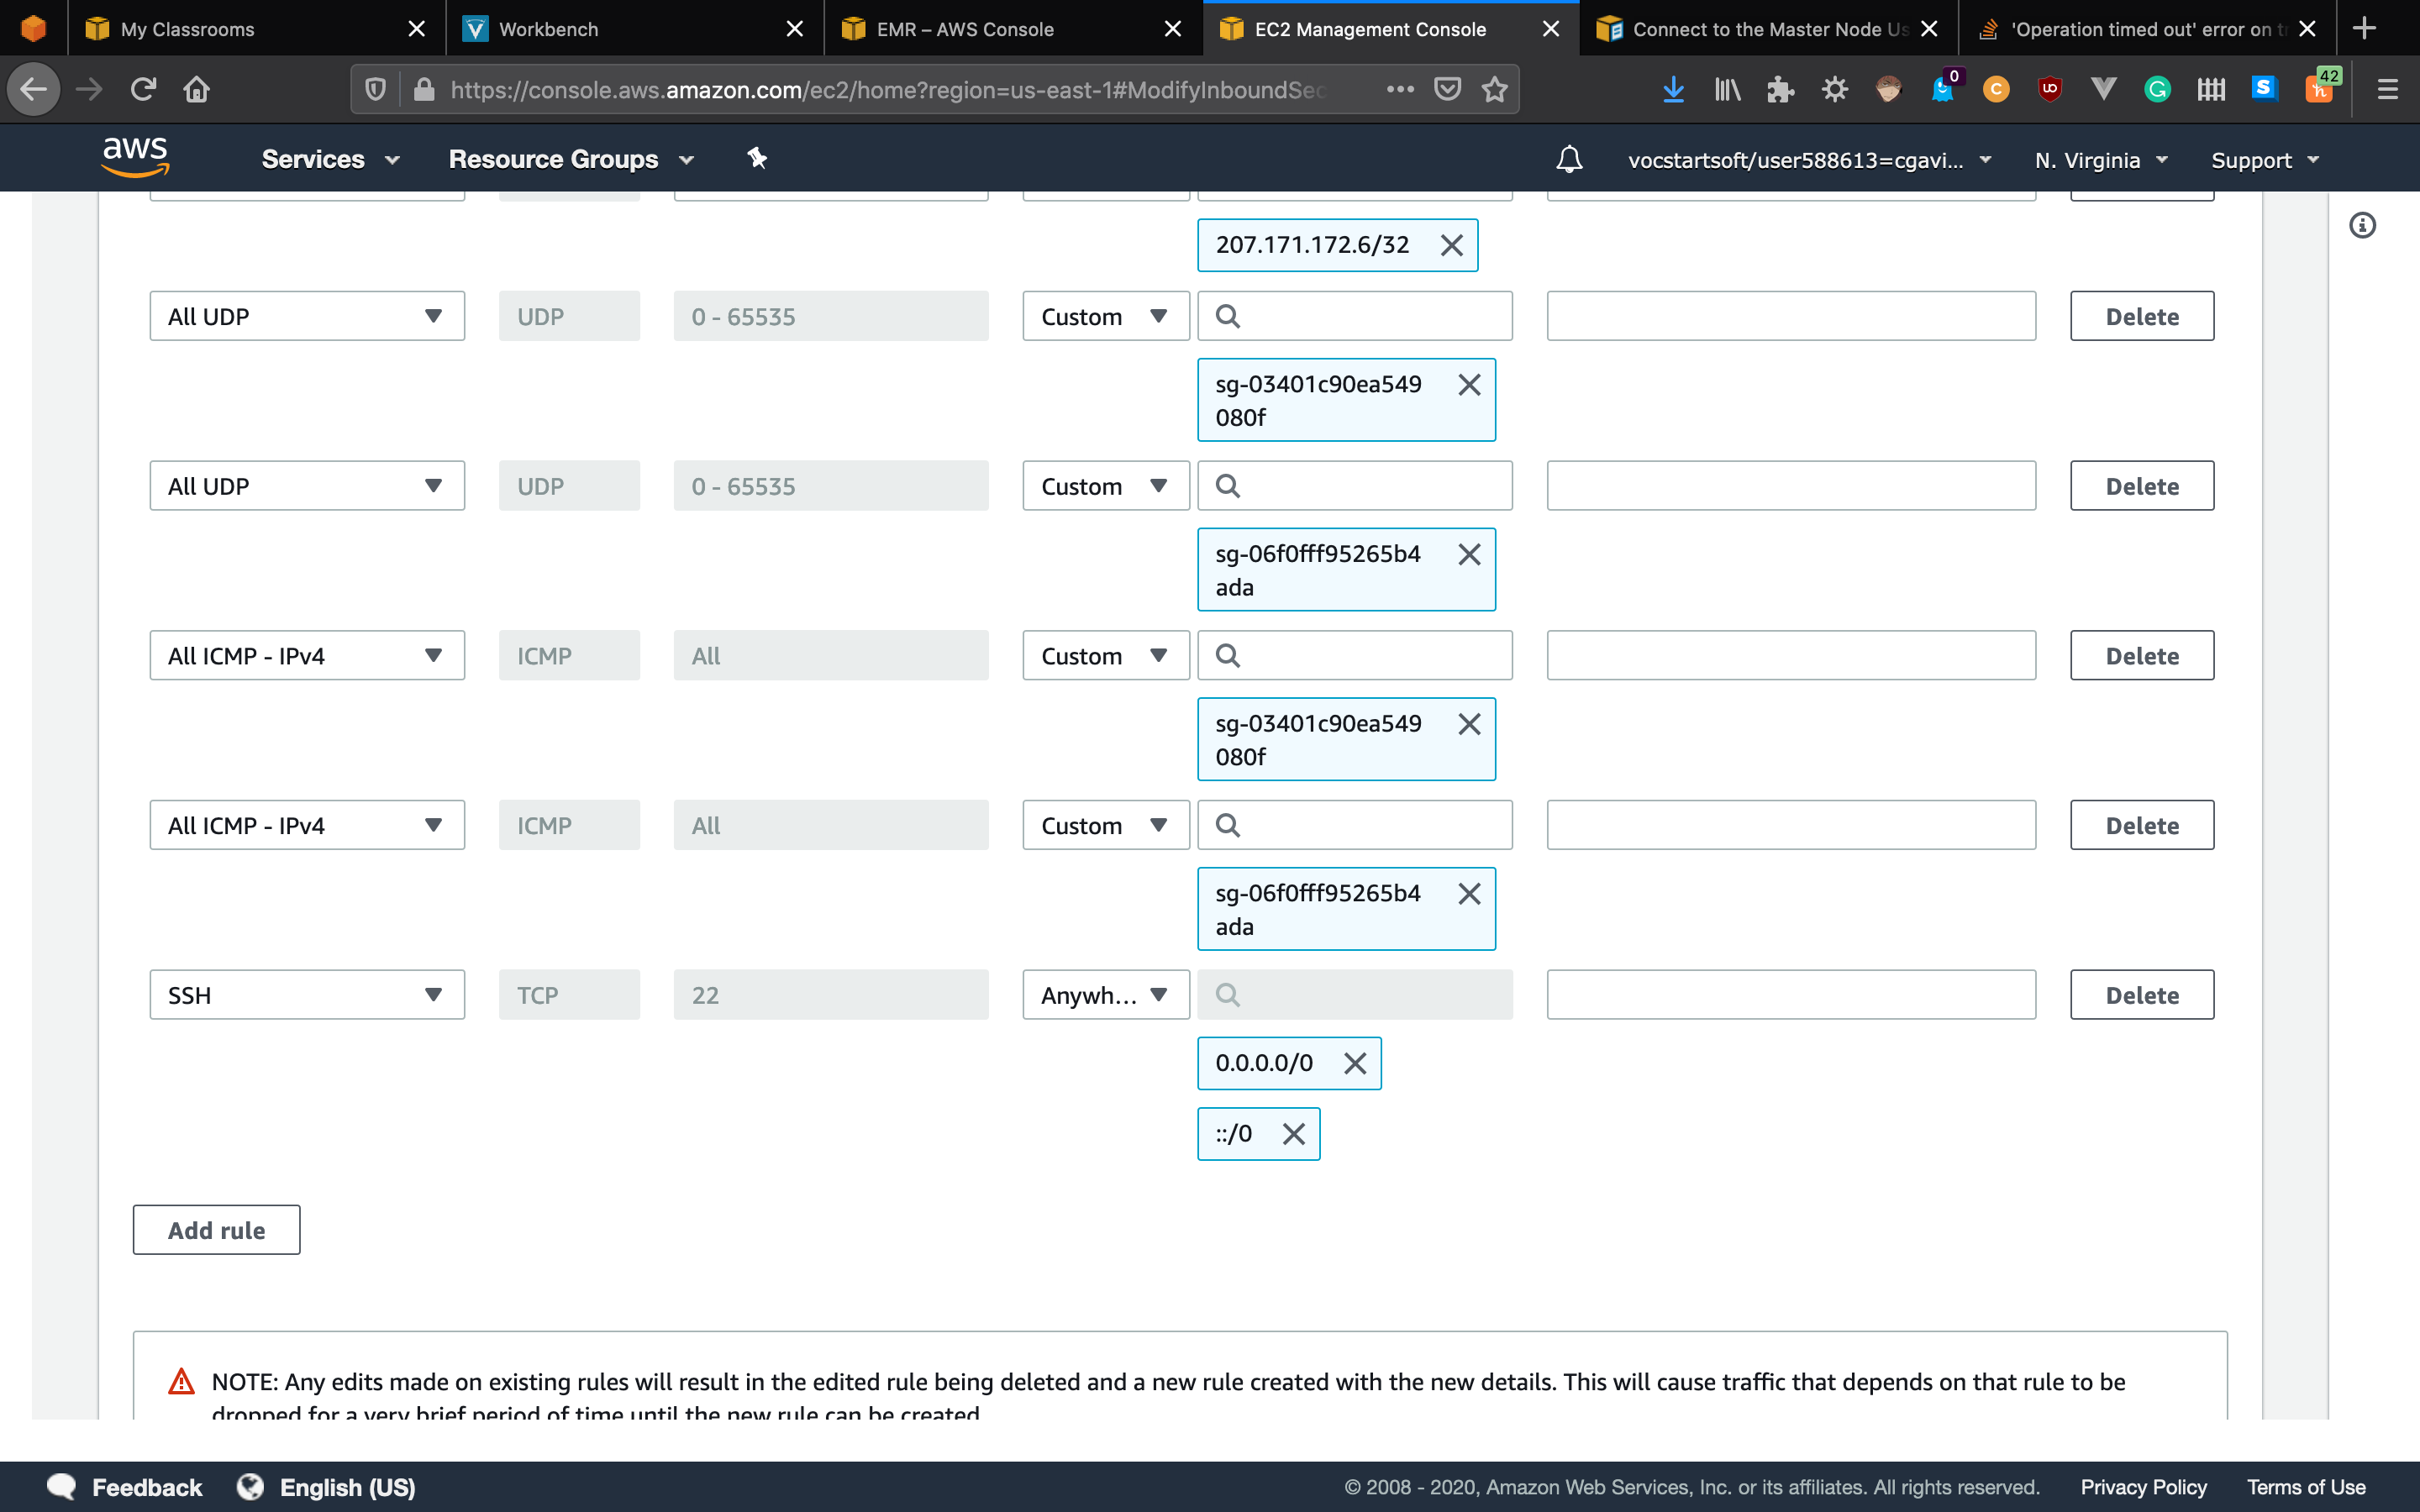 My Classrooms
Workbench
EMR – AWS Console
EC2 Management Console
Connect to the Master Node Us
'Operation timed out' error on t
https://console.aws.amazon.com/ec2/home?region=us-east-1#ModifyInboundSec
0
42
aws
Services
Resource Groups
vocstartsoft/user588613=cgavi...
N. Virginia
Support
207.171.172.6/32
All UDP
UDP
0 - 65535
Custom
Delete
sg-03401c90ea549
080f
All UDP
UDP
0 - 65535
Custom
Delete
sg-06f0fff95265b4
ada
All ICMP - IPv4
ICMP
All
Custom
Delete
sg-03401c90ea549
080f
All ICMP - IPv4
ICMP
All
Custom
Delete
sg-06f0fff95265b4
ada
SSH
TCP
22
Anywh...
Delete
0.0.0.0/0
::/0
Add rule
NOTE: Any edits made on existing rules will result in the edited rule being deleted and a new rule created with the new details. This will cause traffic that depends on that rule to be
dropped for a very brief period of time until the new rule can be created
Feedback
English (US)
© 2008 - 2020, Amazon Web Services, Inc. or its affiliates. All rights reserved.
Privacy Policy
Terms of Use